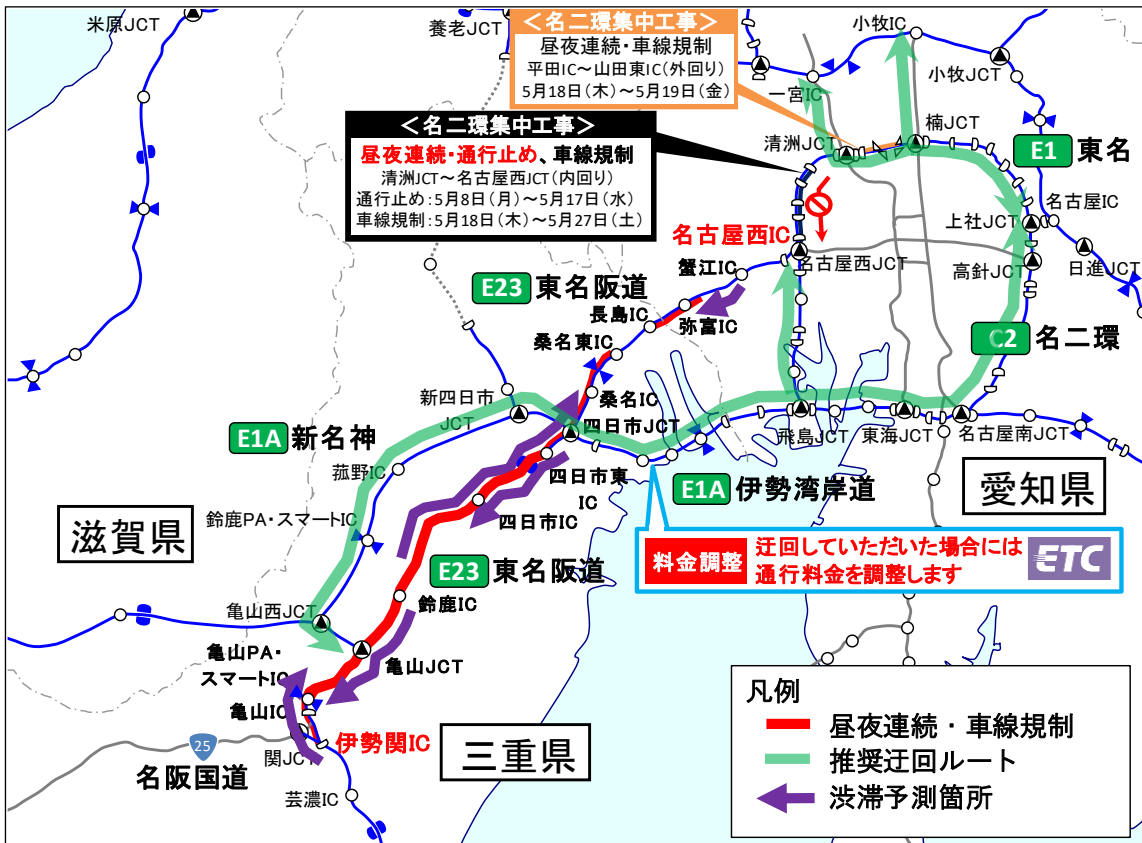 米原JCT
養老JCT
＜名二環集中工事＞
昼夜連続・車線規制
平田IC～山田東IC(外回り)
5月18日(木)～5月19日(金)
小牧IC
小牧JCT
一宮IC
＜名二環集中工事＞
昼夜連続・通行止め、車線規制
清洲JCT～名古屋西JCT(内回り)
通行止め：5月8日(月)～5月17日(水)
車線規制：5月18日(木)～5月27日(土)
清洲JCT
楠JCT
E1 東名
名古屋IC
上社JCT
名古屋西IC
名古屋西JCT
高針JCT
日進JCT
蟹江IC
E23 東名阪道
長島IC
弥富IC
桑名東IC
C2 名二環
桑名IC
新四日市
JCT
四日市JCT
飛島JCT
東海JCT
名古屋南JCT
E1A 新名神
菰野IC
四日市東
IC
E1A 伊勢湾岸道
愛知県
四日市IC
鈴鹿PA・スマートIC
滋賀県
料金調整
迂回していただいた場合には
通行料金を調整します
ETC
E23 東名阪道
鈴鹿IC
亀山西JCT
亀山JCT
亀山PA・
スマートIC
亀山IC
伊勢関IC
三重県
25
名阪国道
関JCT
芸濃IC
凡例
昼夜連続・車線規制
推奨迂回ルート
渋滞予測箇所